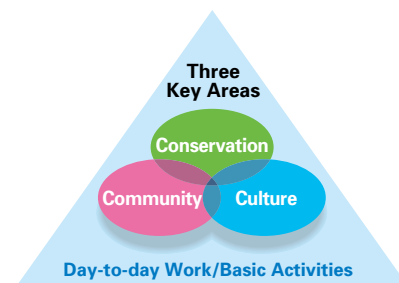 Three
Key Areas
Conservation
Community
Culture
Day-to-day Work/Basic Activities